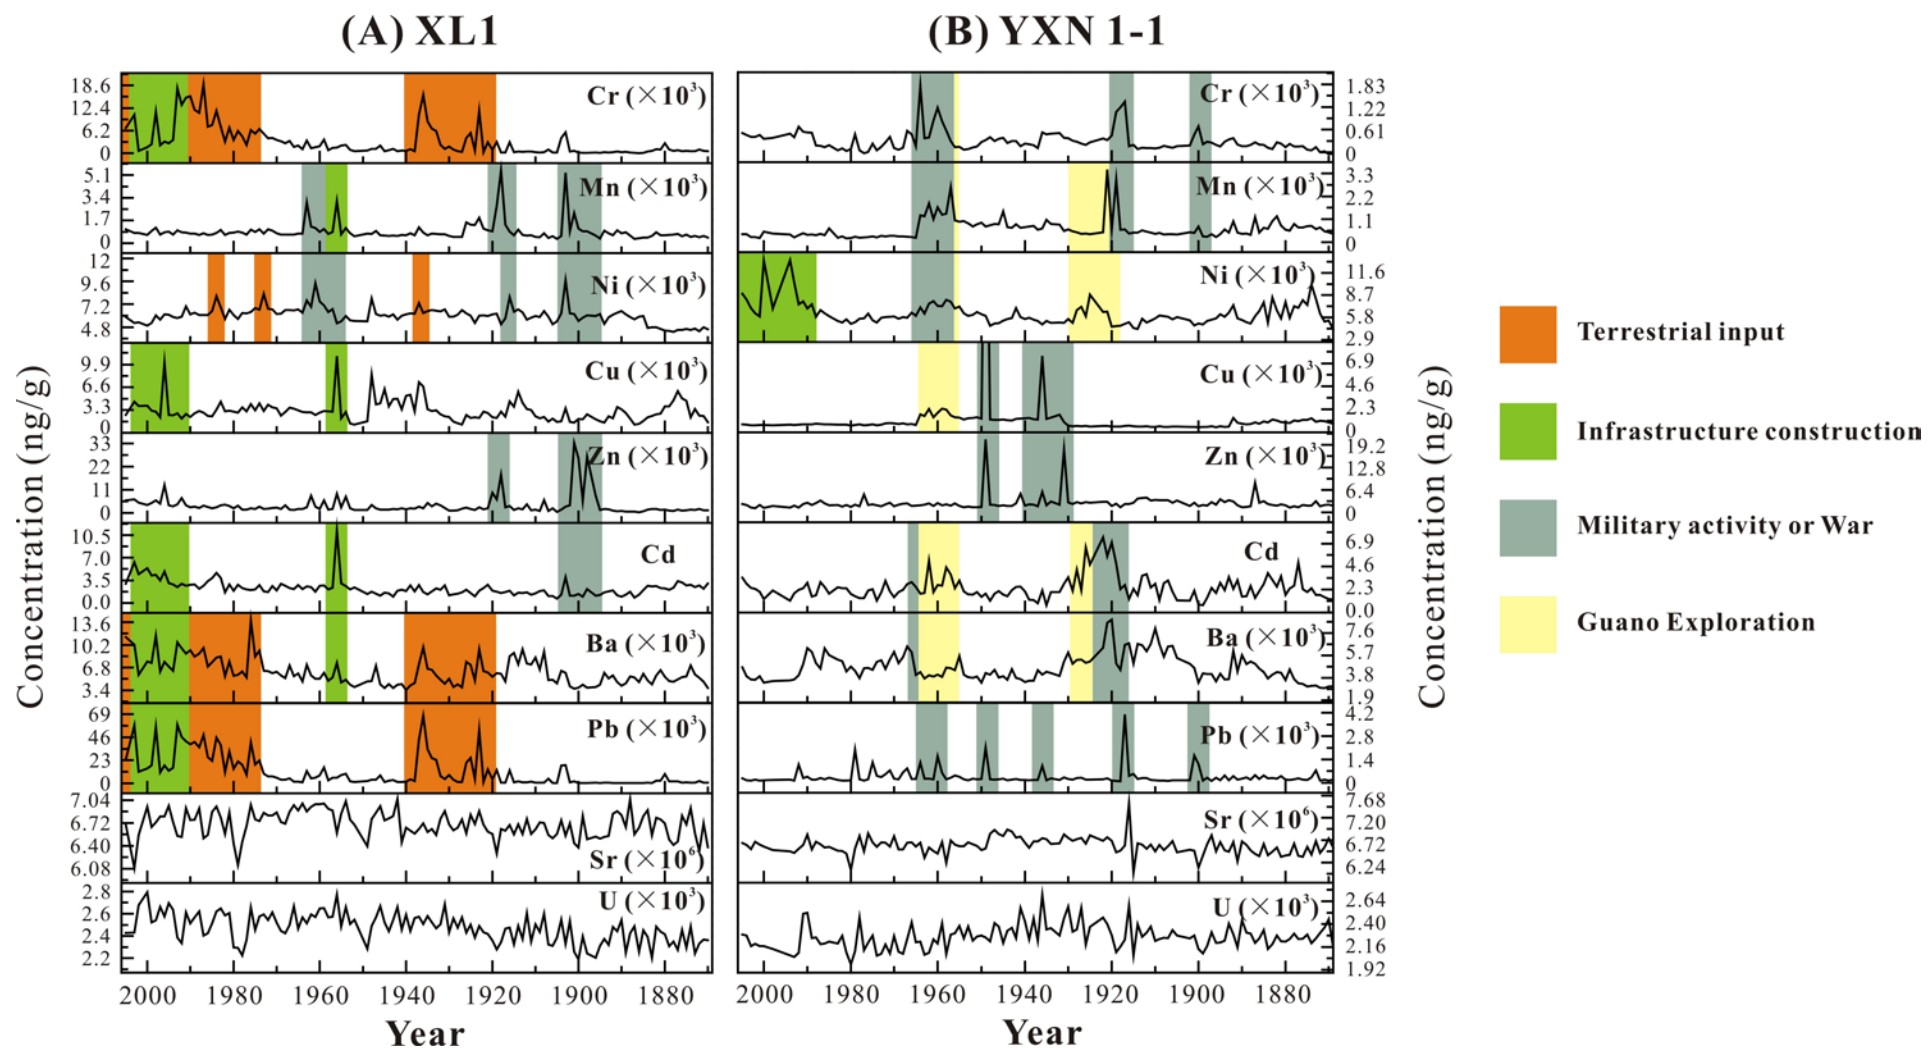 (A) XL1
(B) YXN 1-1
Concentration (ng/g)
18.6
12.4
6.2
0
Cr (×10³)
5.1
3.4
1.7
0
Mn (×10³)
12
9.6
7.2
4.8
Ni (×10³)
9.9
6.6
3.3
0
Cu (×10³)
33
22
11
0
Zn (×10³)
10.5
7.0
3.5
0.0
Cd
13.6
10.2
6.8
3.4
Ba (×10³)
69
46
23
0
Pb (×10³)
7.04
6.72
6.40
6.08
Sr (×10⁶)
2.8
2.6
2.4
2.2
U (×10³)
2000 1980 1960 1940 1920 1900 1880
Year
Cr (×10³)
1.83
1.22
0.61
0
Mn (×10³)
3.3
2.2
1.1
0
Ni (×10³)
11.6
8.7
5.8
2.9
Cu (×10³)
6.9
4.6
2.3
0
Zn (×10³)
19.2
12.8
6.4
0
Cd
6.9
4.6
2.3
0.0
Ba (×10³)
7.6
5.7
3.8
1.9
Pb (×10³)
4.2
2.8
1.4
0
Sr (×10⁶)
7.68
7.20
6.72
6.24
U (×10³)
2.64
2.40
2.16
1.92
2000 1980 1960 1940 1920 1900 1880
Year
Concentration (ng/g)
Terrestrial input
Infrastructure construction
Military activity or War
Guano Exploration